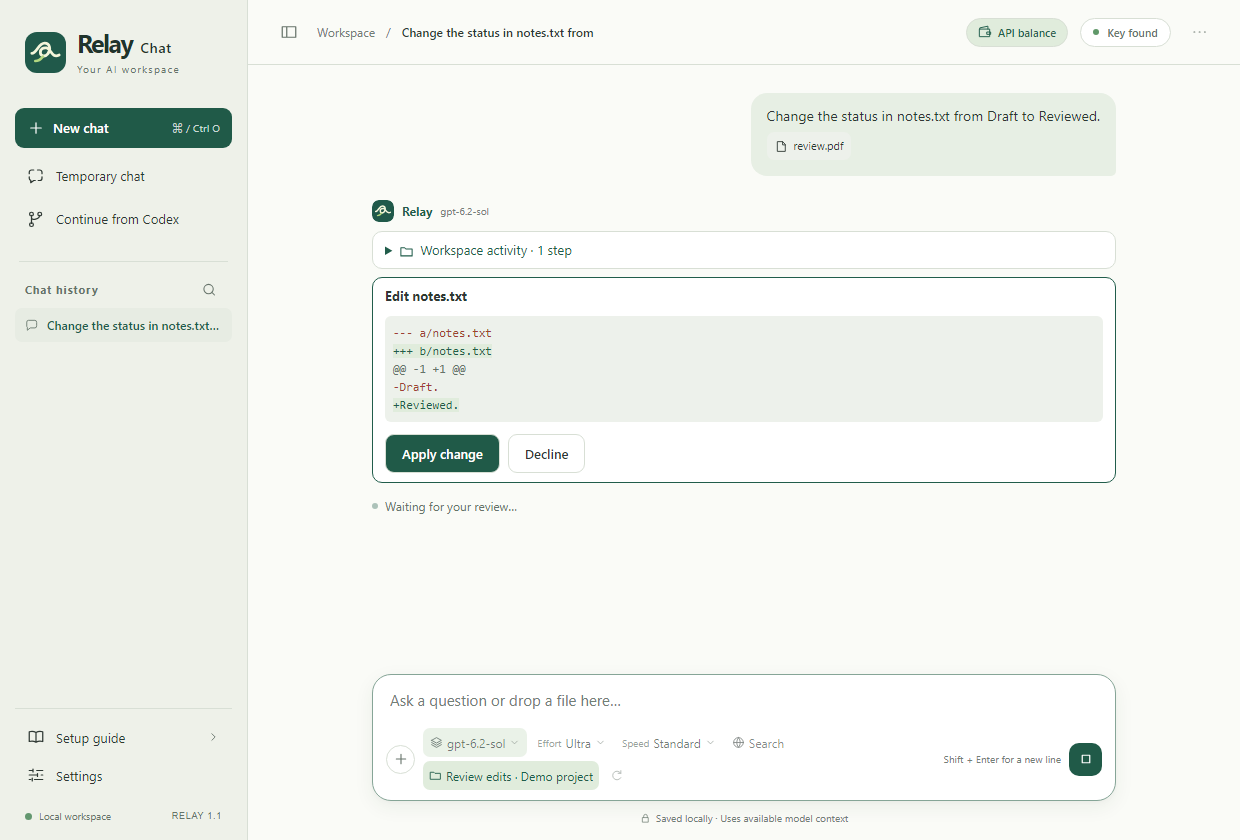 Relay Chat
Your AI workspace
New chat ⌘ / Ctrl O
Temporary chat
Continue from Codex
Chat history
Change the status in notes.txt...
Setup guide
Settings
Local workspace RELAY 1.1
Workspace / Change the status in notes.txt from
API balance
Key found
Change the status in notes.txt from Draft to Reviewed.
review.pdf
Relay gpt-6.2-sol
Workspace activity · 1 step
Edit notes.txt
--- a/notes.txt
+++ b/notes.txt
@@ -1 +1 @@
-Draft.
+Reviewed.
Apply change Decline
Waiting for your review...
Ask a question or drop a file here...
gpt-6.2-sol Effort Ultra Speed Standard Search
Shift + Enter for a new line
Review edits · Demo project
Saved locally · Uses available model context